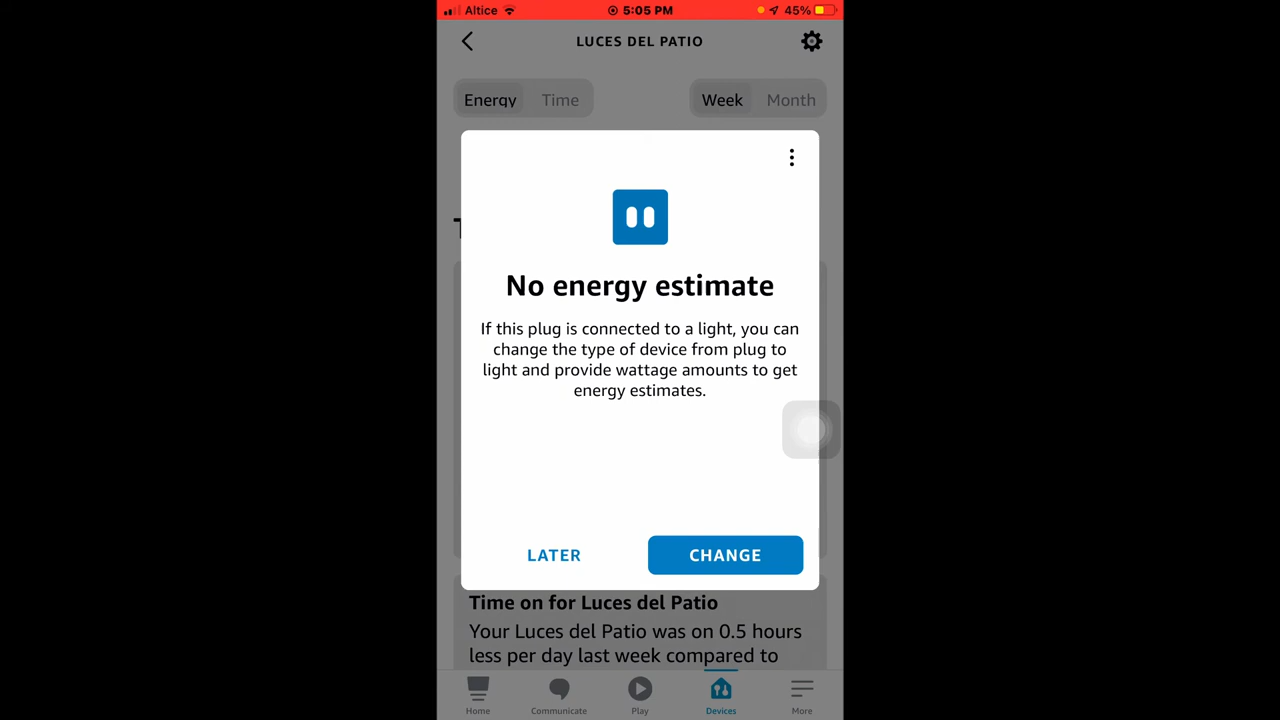 Altice 5:05 PM 45%
LUCES DEL PATIO
Energy Time Week Month
No energy estimate
If this plug is connected to a light, you can
change the type of device from plug to
light and provide wattage amounts to get
energy estimates.
LATER CHANGE
Time on for Luces del Patio
Your Luces del Patio was on 0.5 hours
less per day last week compared to
Home Communicate Play Devices More